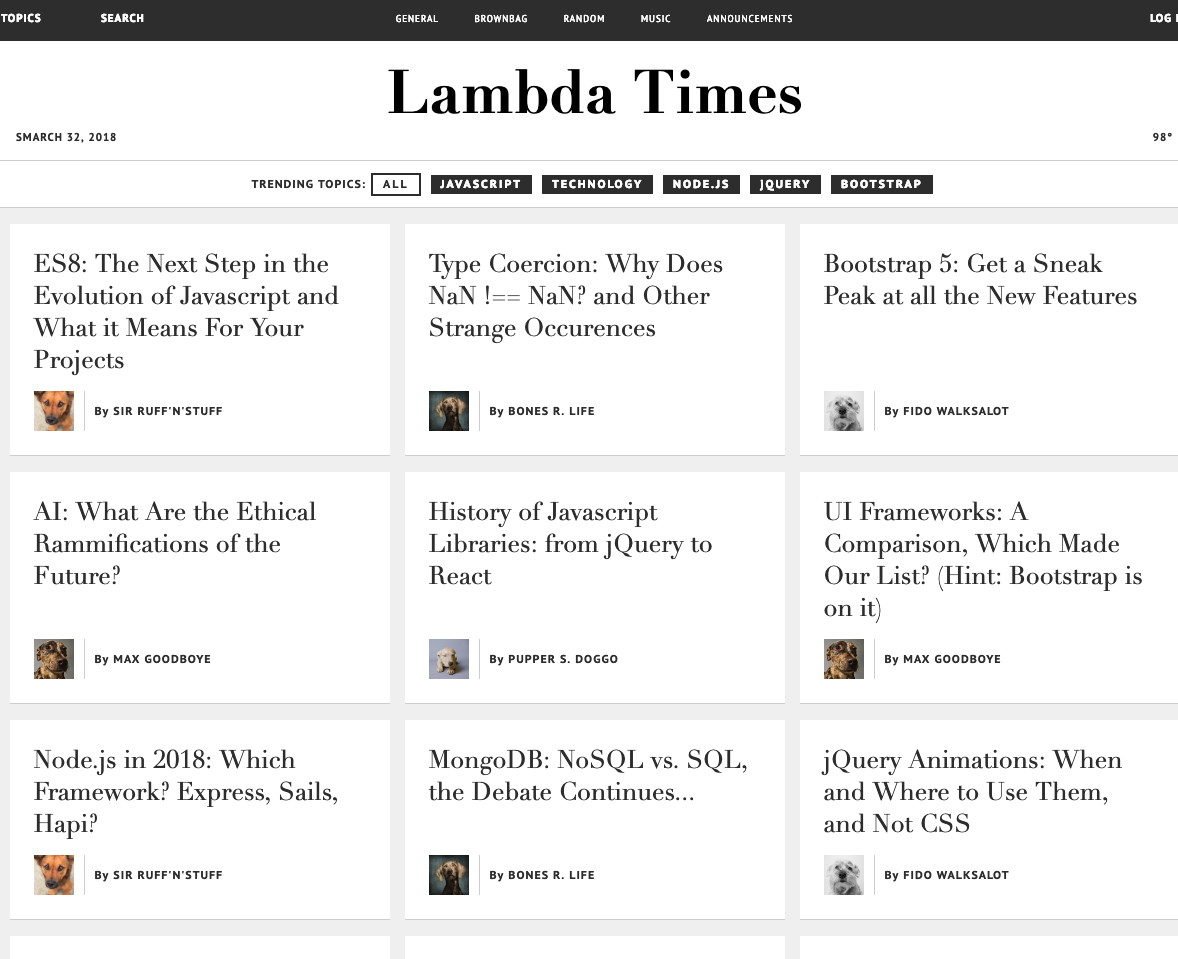 TOPICS SEARCH GENERAL BROWNBAG RANDOM MUSIC ANNOUNCEMENTS LOG
Lambda Times
SMARCH 32, 2018 98°
TRENDING TOPICS: ALL JAVASCRIPT TECHNOLOGY NODE.JS JQUERY BOOTSTRAP
ES8: The Next Step in the
Evolution of Javascript and
What it Means For Your
Projects
By SIR RUFF'N'STUFF
Type Coercion: Why Does
NaN !== NaN? and Other
Strange Occurences
By BONES R. LIFE
Bootstrap 5: Get a Sneak
Peak at all the New Features
By FIDO WALKSALOT
AI: What Are the Ethical
Rammifications of the
Future?
By MAX GOODBOYE
History of Javascript
Libraries: from jQuery to
React
By PUPPER S. DOGGO
UI Frameworks: A
Comparison, Which Made
Our List? (Hint: Bootstrap is
on it)
By MAX GOODBOYE
Node.js in 2018: Which
Framework? Express, Sails,
Hapi?
By SIR RUFF'N'STUFF
MongoDB: NoSQL vs. SQL,
the Debate Continues...
By BONES R. LIFE
jQuery Animations: When
and Where to Use Them,
and Not CSS
By FIDO WALKSALOT